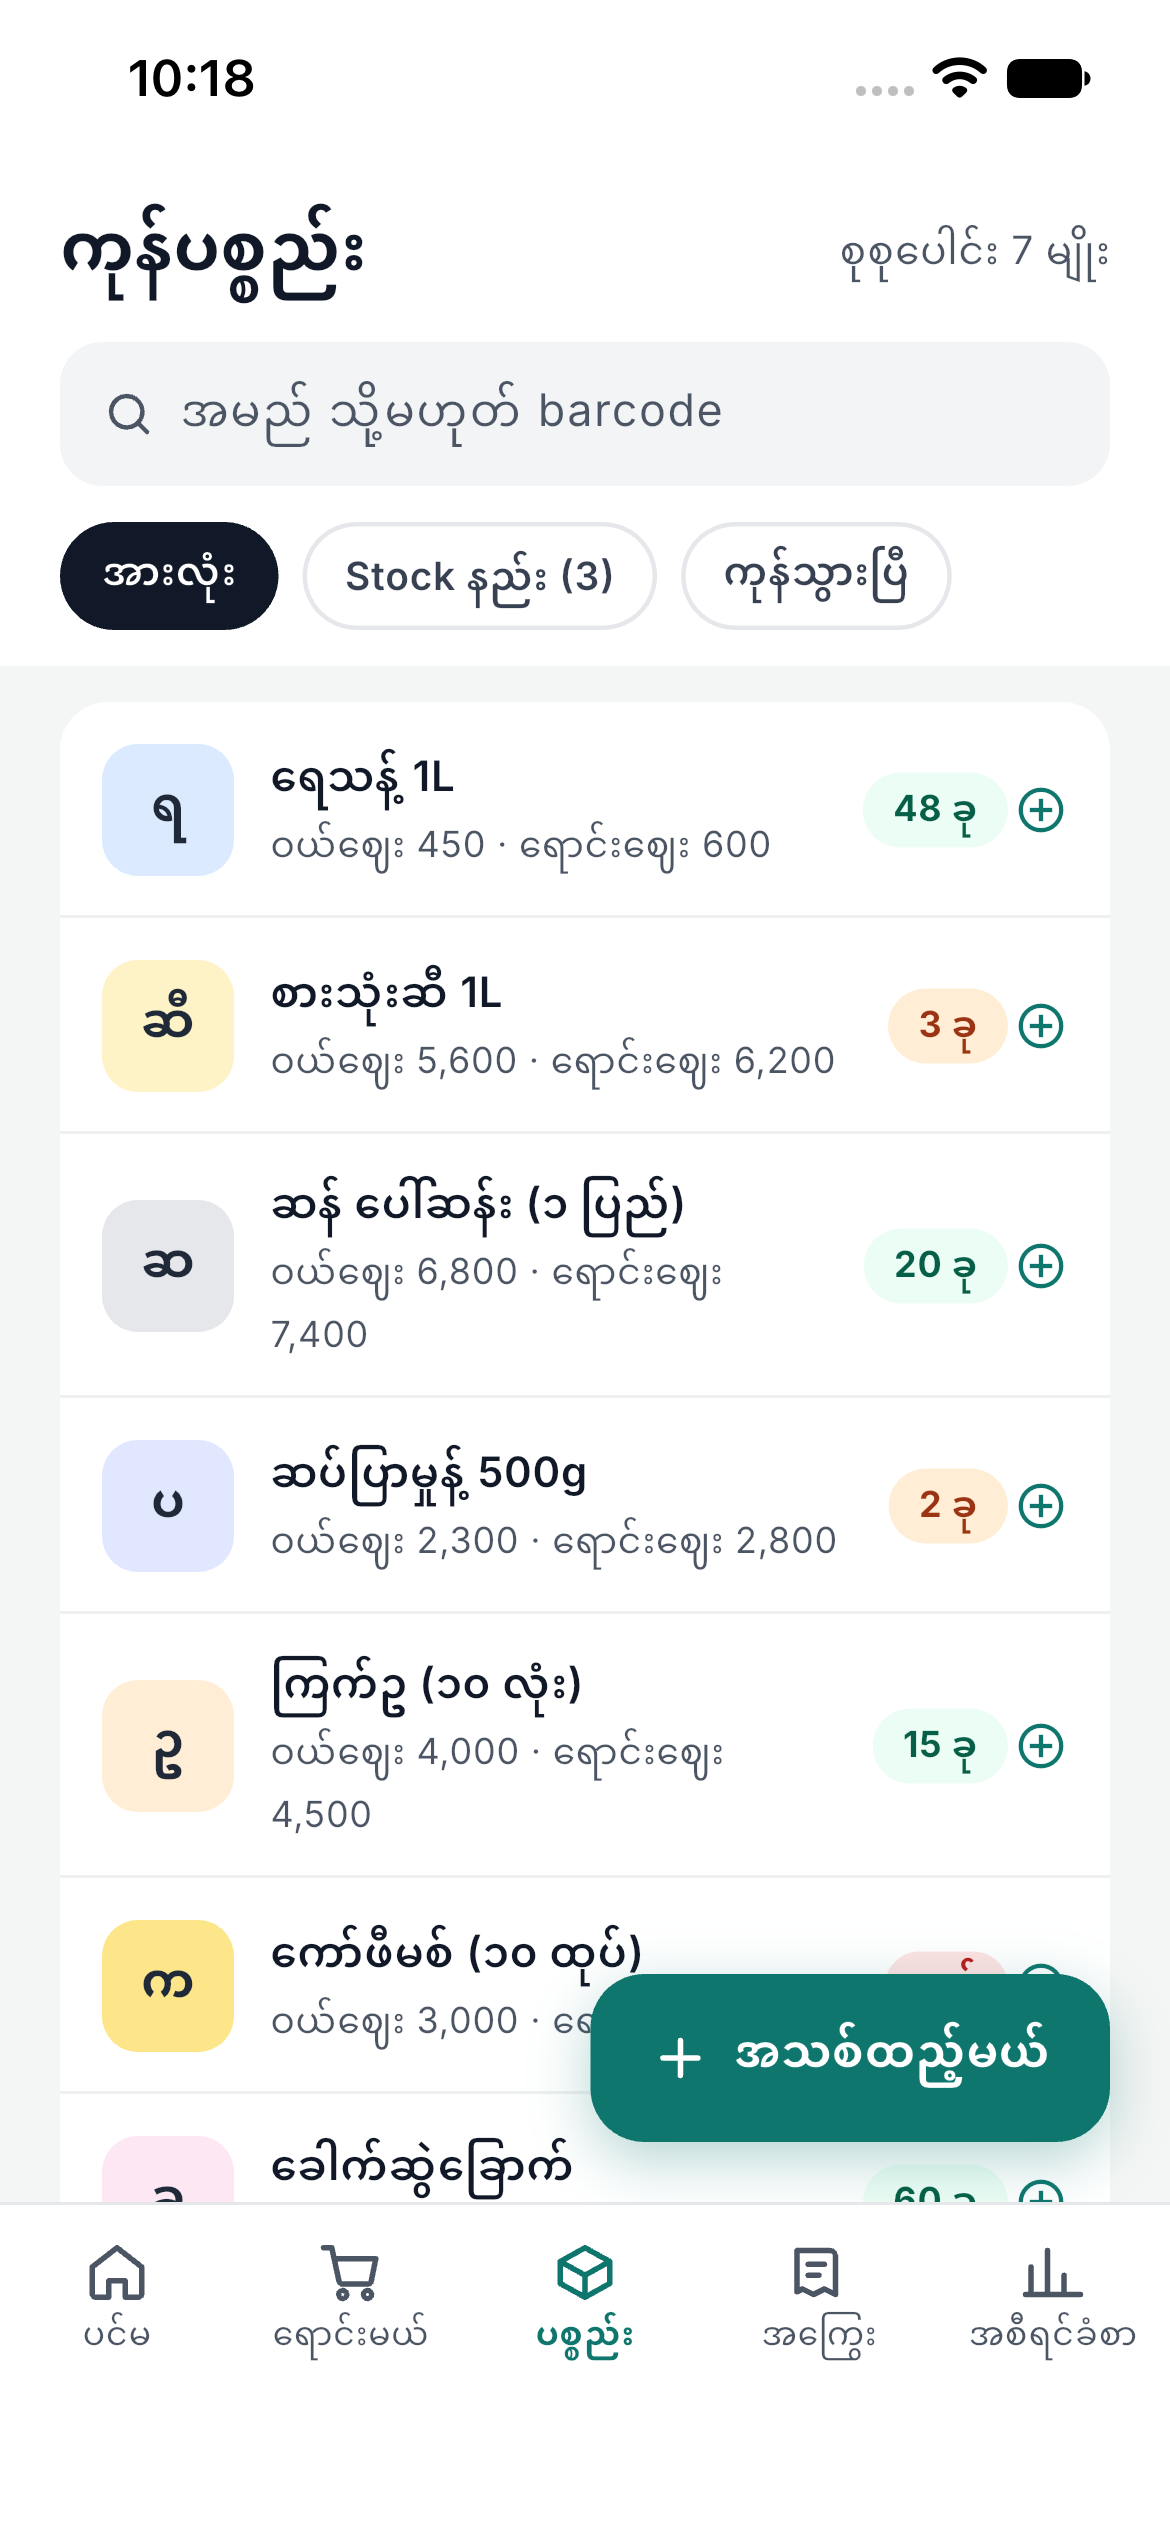 10:18
ကုန်ပစ္စည်း
စုစုပေါင်း 7 မျိုး
အမည် သို့မဟုတ် barcode
အားလုံး
Stock နည်း (3)
ကုန်သွားပြီ
ရ
ရေသန့် 1L
ဝယ်ဈေး 450 · ရောင်းဈေး 600
48 ခု
ဆီ
စားသုံးဆီ 1L
ဝယ်ဈေး 5,600 · ရောင်းဈေး 6,200
3 ခု
ဆ
ဆန် ပေါ်ဆန်း (၁ ပြည်)
ဝယ်ဈေး 6,800 · ရောင်းဈေး
7,400
20 ခု
ပ
ဆပ်ပြာမှုန့် 500g
ဝယ်ဈေး 2,300 · ရောင်းဈေး 2,800
2 ခု
ဥ
ကြက်ဥ (၁၀ လုံး)
ဝယ်ဈေး 4,000 · ရောင်းဈေး
4,500
15 ခု
က
ကော်ဖီမစ် (၁၀ ထုပ်)
ဝယ်ဈေး 3,000 ·
+ အသစ်ထည့်မယ်
ခေါက်ဆွဲခြောက်
60 ခု
ပင်မ
ရောင်းမယ်
ပစ္စည်း
အကြွေး
အစီရင်ခံစာ